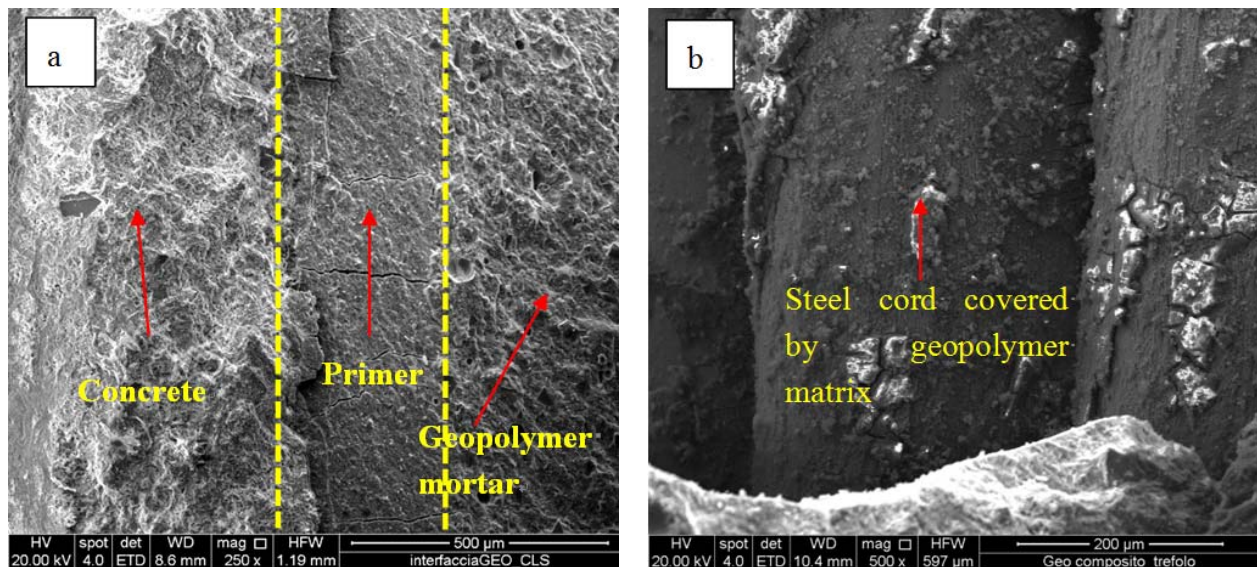 a
Concrete
Primer
Geopolymer
mortar
HV spot det WD mag HFW 500 µm
20.00 kV 4.0 ETD 8.6 mm 250 x 1.19 mm interfacciaGEO_CLS
b
Steel cord covered
by geopolymer
matrix
HV spot det WD mag HFW 200 µm
20.00 kV 4.0 ETD 10.4 mm 500 x 597 µm Geo composito_trefolo